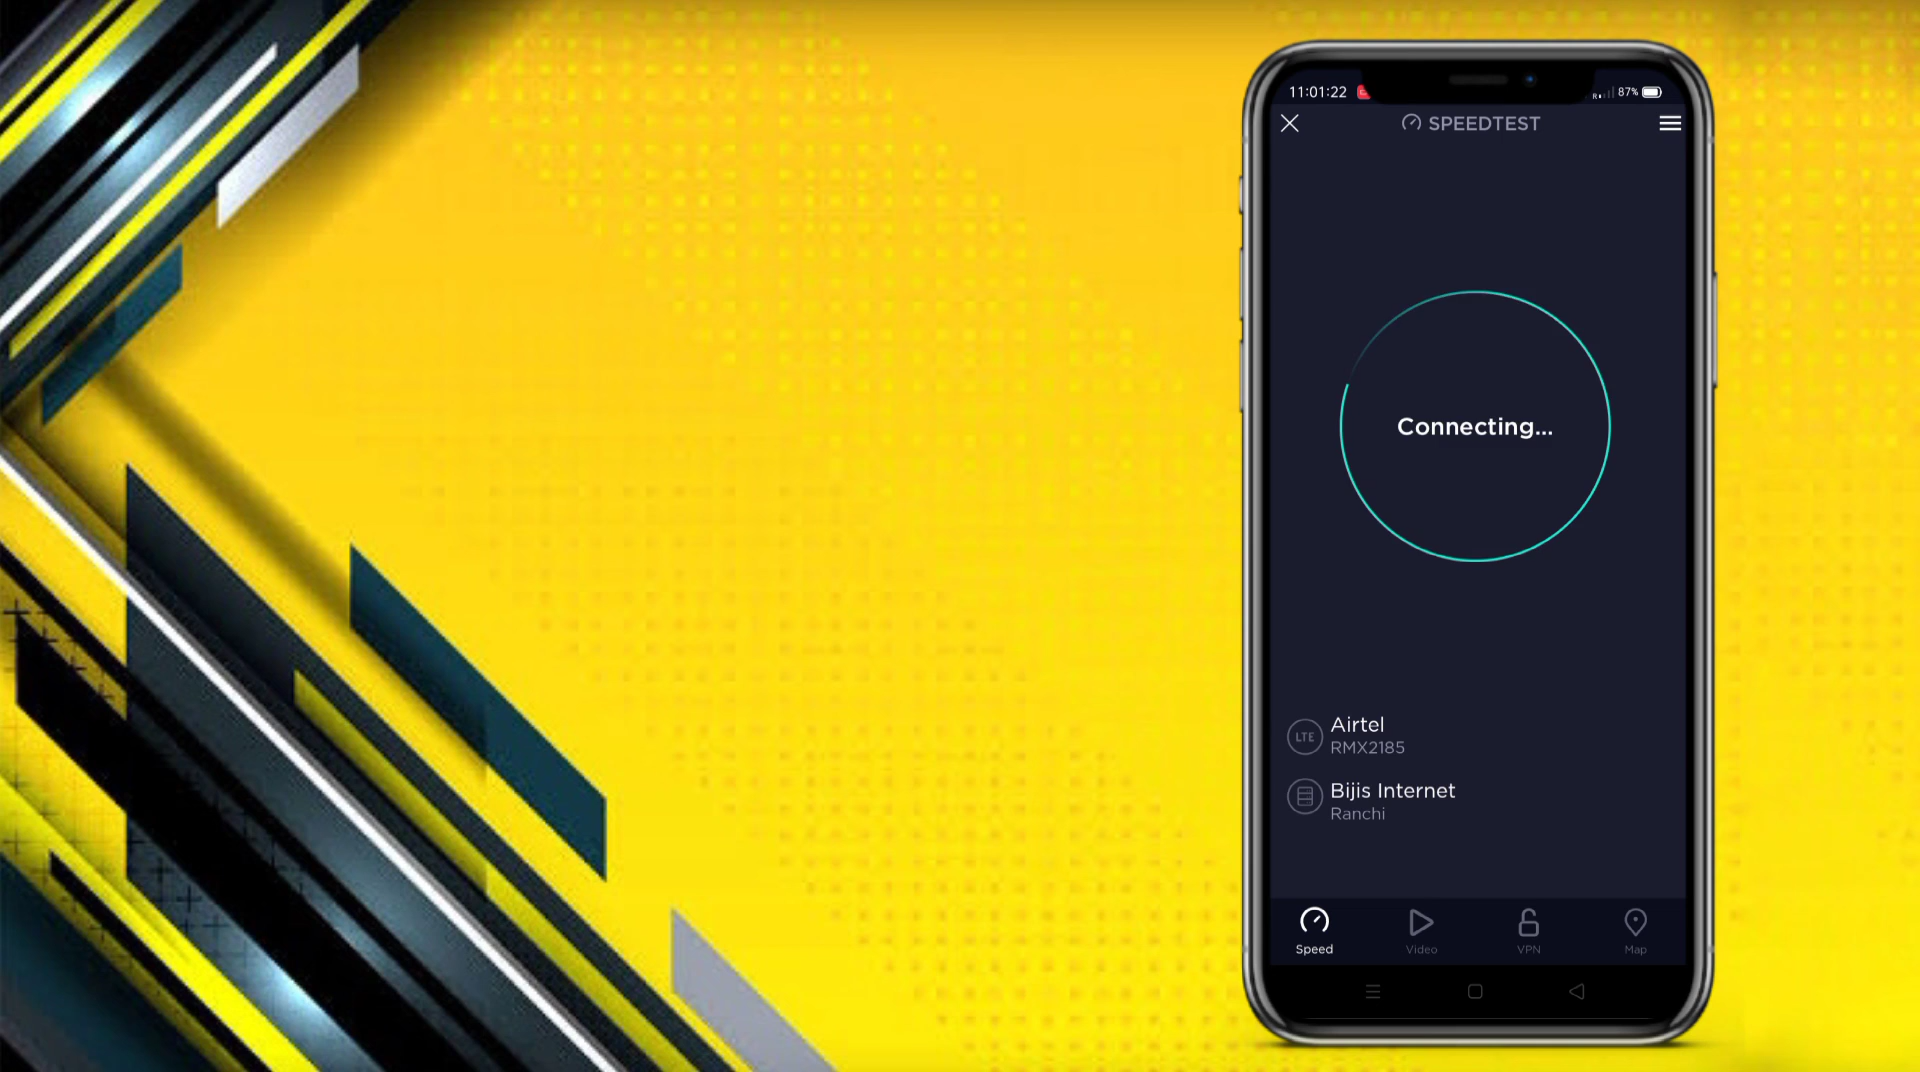 11:01:22
R 87%
SPEEDTEST
Connecting...
LTE
Airtel
RMX2185
Bijis Internet
Ranchi
Speed Video VPN Map